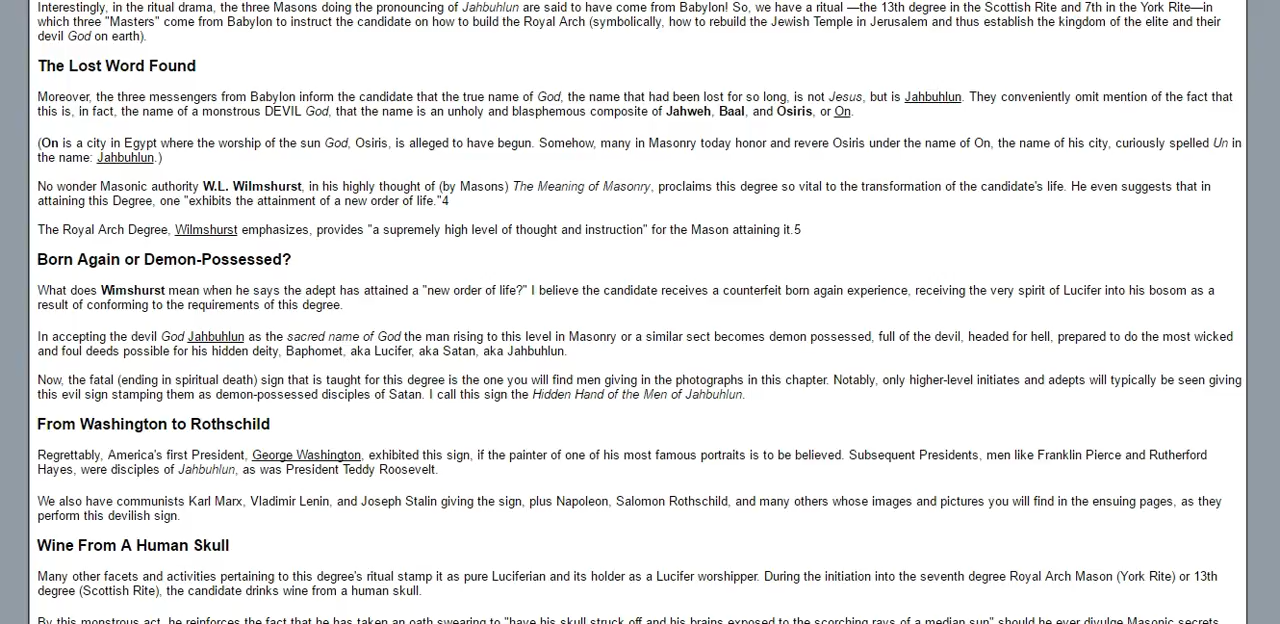 Interestingly, in the ritual drama, the three Masons doing the pronouncing of Jahbuhlun are said to have come from Babylon! So, we have a ritual —the 13th degree in the Scottish Rite and 7th in the York Rite—in
which three "Masters" come from Babylon to instruct the candidate on how to build the Royal Arch (symbolically, how to rebuild the Jewish Temple in Jerusalem and thus establish the kingdom of the elite and their
devil God on earth).
The Lost Word Found
Moreover, the three messengers from Babylon inform the candidate that the true name of God, the name that had been lost for so long, is not Jesus, but is Jahbuhlun. They conveniently omit mention of the fact that
this is, in fact, the name of a monstrous DEVIL God, that the name is an unholy and blasphemous composite of Jahweh, Baal, and Osiris, or On.
(On is a city in Egypt where the worship of the sun God, Osiris, is alleged to have begun. Somehow, many in Masonry today honor and revere Osiris under the name of On, the name of his city, curiously spelled Un in
the name: Jahbuhlun.)
No wonder Masonic authority W.L. Wilmshurst, in his highly thought of (by Masons) The Meaning of Masonry, proclaims this degree so vital to the transformation of the candidate's life. He even suggests that in
attaining this Degree, one "exhibits the attainment of a new order of life."4
The Royal Arch Degree, Wilmshurst emphasizes, provides "a supremely high level of thought and instruction" for the Mason attaining it.5
Born Again or Demon-Possessed?
What does Wimshurst mean when he says the adept has attained a "new order of life?" I believe the candidate receives a counterfeit born again experience, receiving the very spirit of Lucifer into his bosom as a
result of conforming to the requirements of this degree.
In accepting the devil God Jahbuhlun as the sacred name of God the man rising to this level in Masonry or a similar sect becomes demon possessed, full of the devil, headed for hell, prepared to do the most wicked
and foul deeds possible for his hidden deity, Baphomet, aka Lucifer, aka Satan, aka Jahbuhlun.
Now, the fatal (ending in spiritual death) sign that is taught for this degree is the one you will find men giving in the photographs in this chapter. Notably, only higher-level initiates and adepts will typically be seen giving
this evil sign stamping them as demon-possessed disciples of Satan. I call this sign the Hidden Hand of the Men of Jahbuhlun.
From Washington to Rothschild
Regrettably, America's first President, George Washington, exhibited this sign, if the painter of one of his most famous portraits is to be believed. Subsequent Presidents, men like Franklin Pierce and Rutherford
Hayes, were disciples of Jahbuhlun, as was President Teddy Roosevelt.
We also have communists Karl Marx, Vladimir Lenin, and Joseph Stalin giving the sign, plus Napoleon, Salomon Rothschild, and many others whose images and pictures you will find in the ensuing pages, as they
perform this devilish sign.
Wine From A Human Skull
Many other facets and activities pertaining to this degree's ritual stamp it as pure Luciferian and its holder as a Lucifer worshipper. During the initiation into the seventh degree Royal Arch Mason (York Rite) or 13th
degree (Scottish Rite), the candidate drinks wine from a human skull.
By this monstrous act, he reinforces the fact that he has taken an oath swearing to "have his skull struck off and his brains exposed to the scorching rays of a median sun" should he ever divulge Masonic secrets.